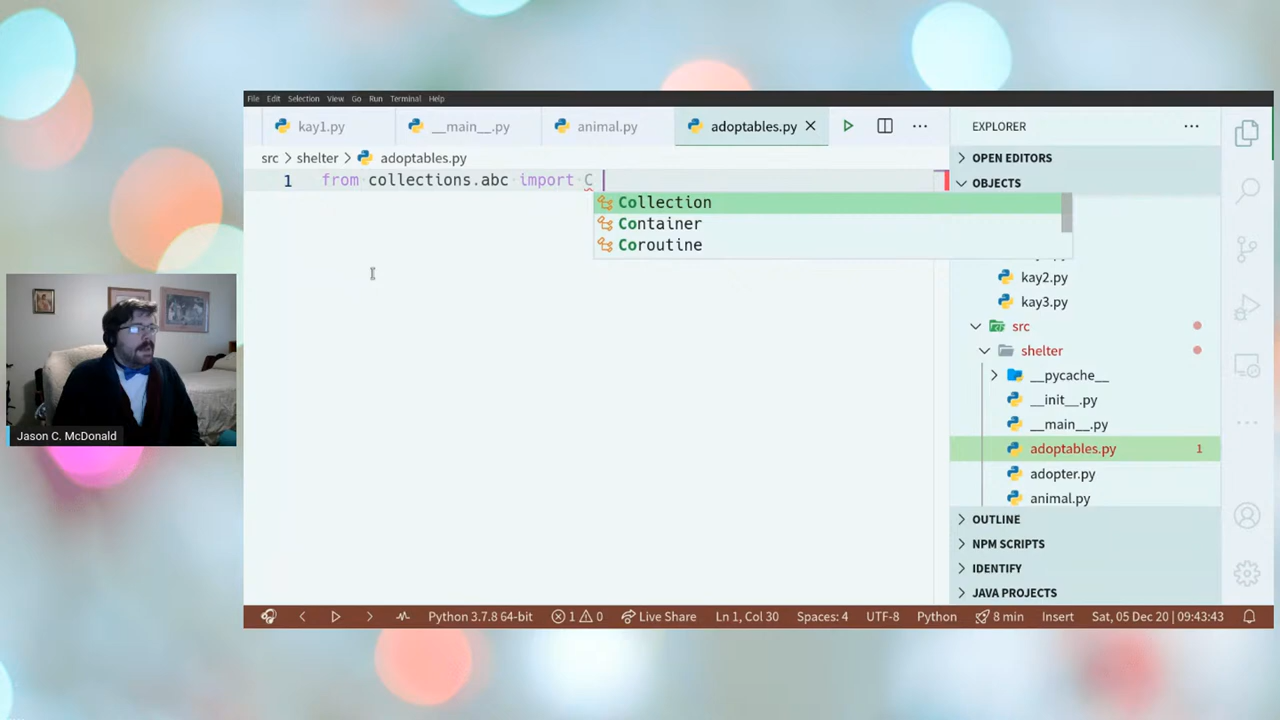 File Edit Selection View Go Run Terminal Help
kay1.py __main__.py animal.py adoptables.py
EXPLORER
src > shelter > adoptables.py
OPEN EDITORS
1 from collections.abc import C
OBJECTS
Collection
Container
Coroutine
kay2.py
kay3.py
src
shelter
__pycache__
__init__.py
__main__.py
adoptables.py 1
adopter.py
animal.py
OUTLINE
NPM SCRIPTS
IDENTIFY
JAVA PROJECTS
Jason C. McDonald
Python 3.7.8 64-bit 1 0 Live Share Ln 1, Col 30 Spaces: 4 UTF-8 Python 8 min Insert Sat, 05 Dec 20 | 09:43:43